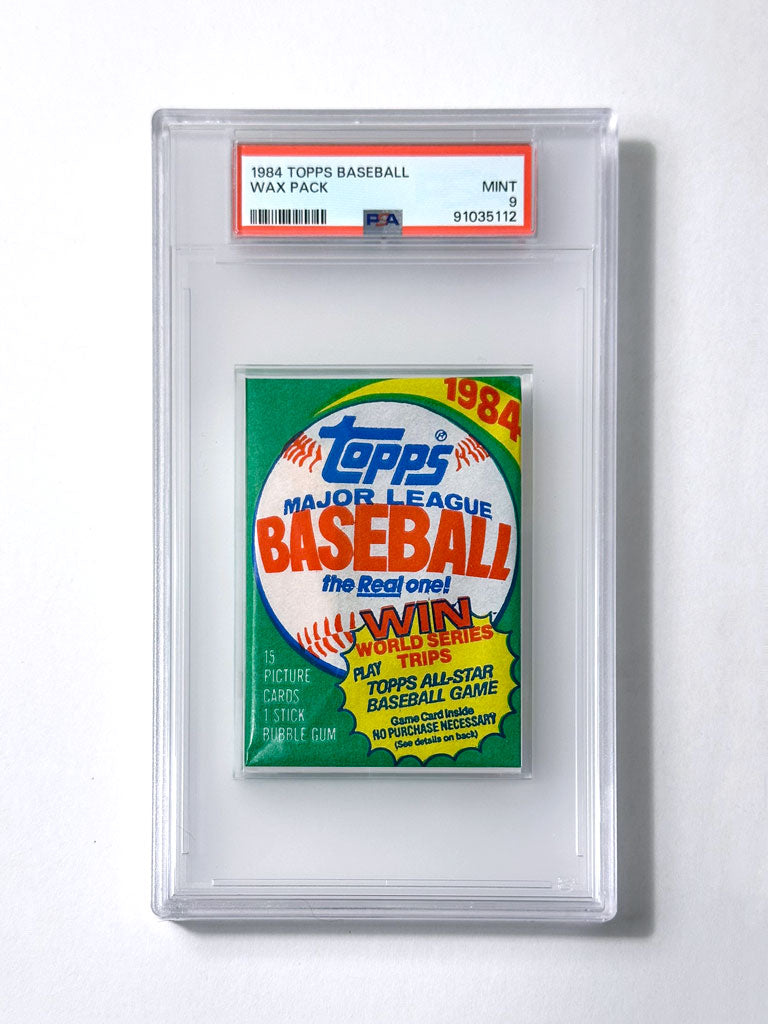 1984 TOPPS BASEBALL
WAX PACK MINT
9
PSA 91035112
1984
Topps®
MAJOR LEAGUE
BASEBALL
the Real one!
WIN
WORLD SERIES
TRIPS
PLAY
TOPPS ALL-STAR
BASEBALL GAME
Game Card Inside
NO PURCHASE NECESSARY
(See details on back)
15
PICTURE
CARDS
1 STICK
BUBBLE GUM